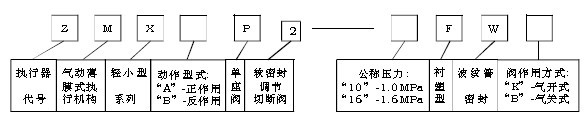 Z M X P 2 F W
执行器 代号
气动薄膜式执行机构
轻小型 系列
动作型式：
“A”-正作用
“B”-反作用
单座阀
软密封调节切断阀
公称压力：
“10”-1.0MPa
“16”-1.6MPa
衬塑型
波纹管 密封
阀作用方式：
“K”-气开式
“B”-气关式